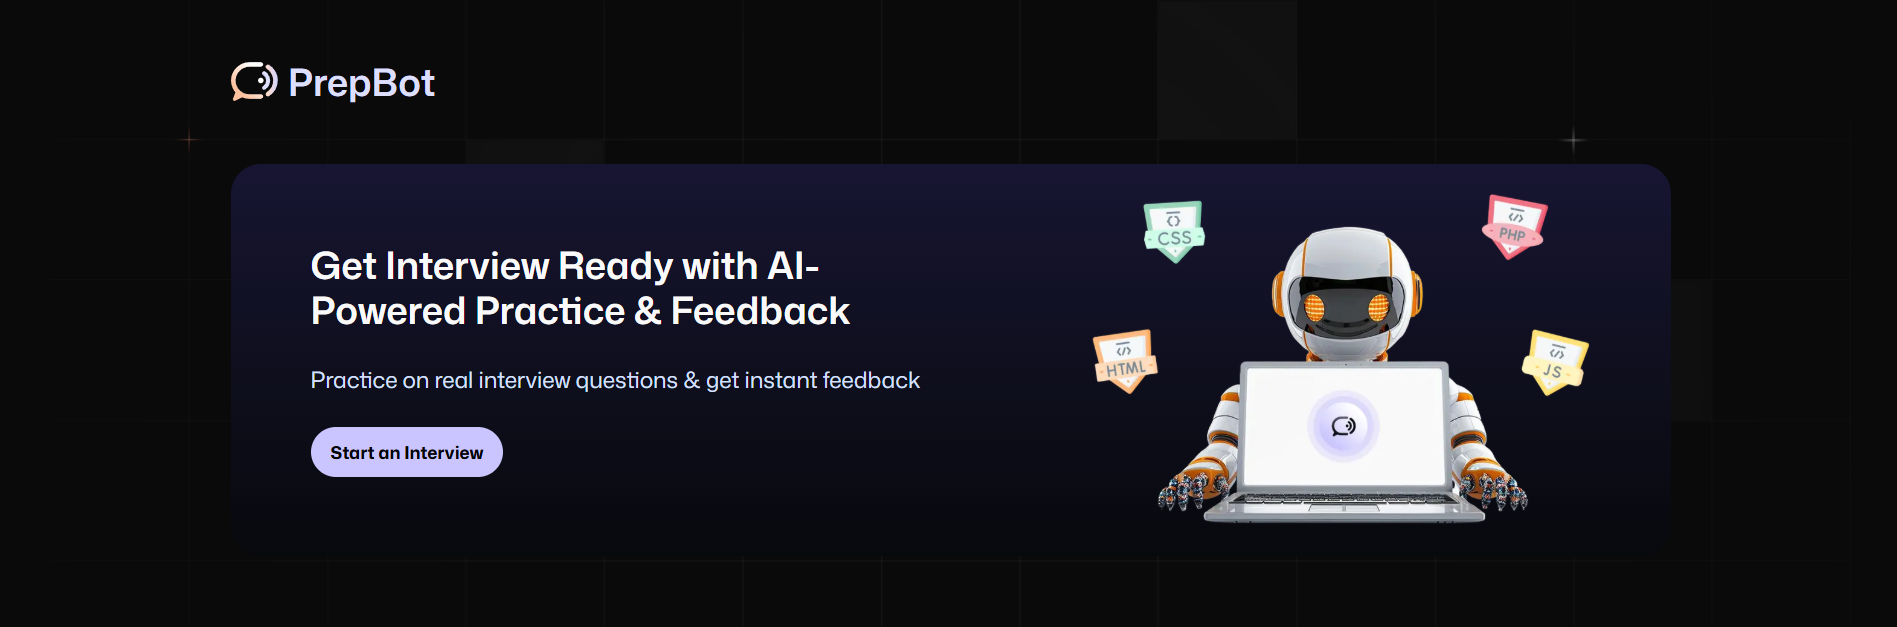 PrepBot
Get Interview Ready with AI-
Powered Practice & Feedback
Practice on real interview questions & get instant feedback
Start an Interview
CSS
PHP
HTML
JS